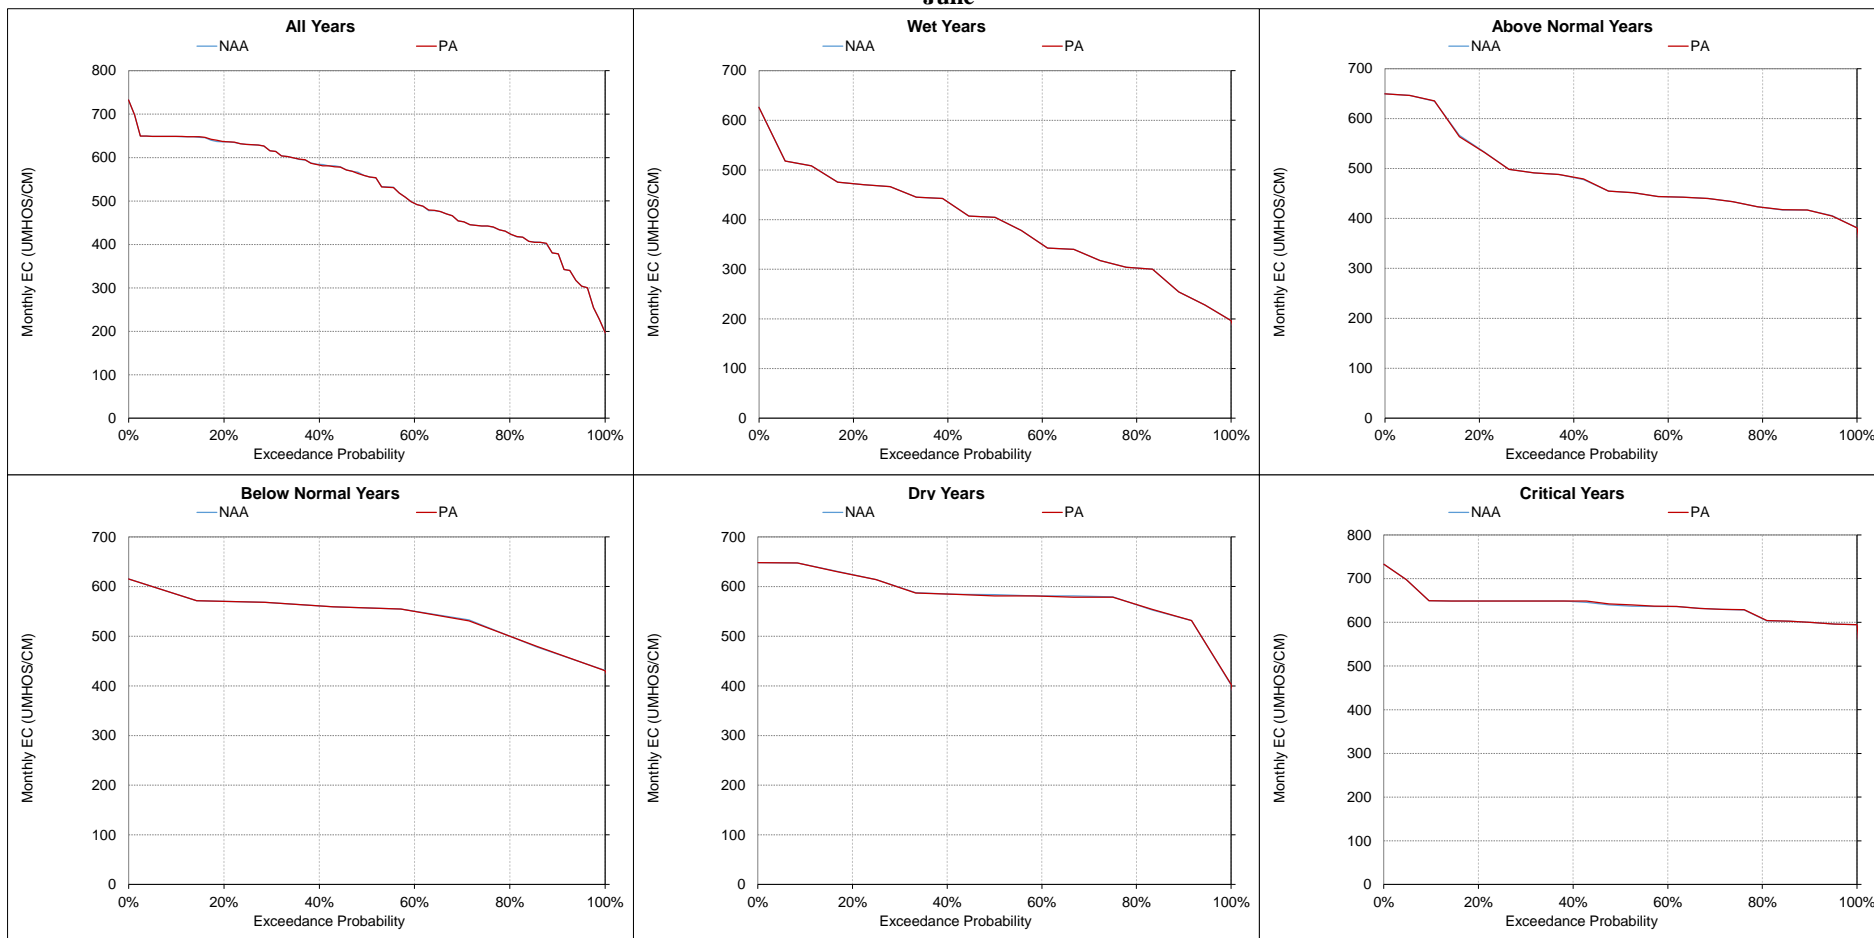 June
All Years
NAA PA
800
700
600
500
400
300
200
100
0
0% 20% 40% 60% 80% 100%
Exceedance Probability
Monthly EC (UMHOS/CM)
Wet Years
NAA PA
700
600
500
400
300
200
100
0
0% 20% 40% 60% 80% 100%
Exceedance Probability
Monthly EC (UMHOS/CM)
Above Normal Years
NAA PA
700
600
500
400
300
200
100
0
0% 20% 40% 60% 80% 100%
Exceedance Probability
Monthly EC (UMHOS/CM)
Below Normal Years
NAA PA
700
600
500
400
300
200
100
0
0% 20% 40% 60% 80% 100%
Exceedance Probability
Monthly EC (UMHOS/CM)
Dry Years
NAA PA
700
600
500
400
300
200
100
0
0% 20% 40% 60% 80% 100%
Exceedance Probability
Monthly EC (UMHOS/CM)
Critical Years
NAA PA
800
700
600
500
400
300
200
100
0
0% 20% 40% 60% 80% 100%
Exceedance Probability
Monthly EC (UMHOS/CM)